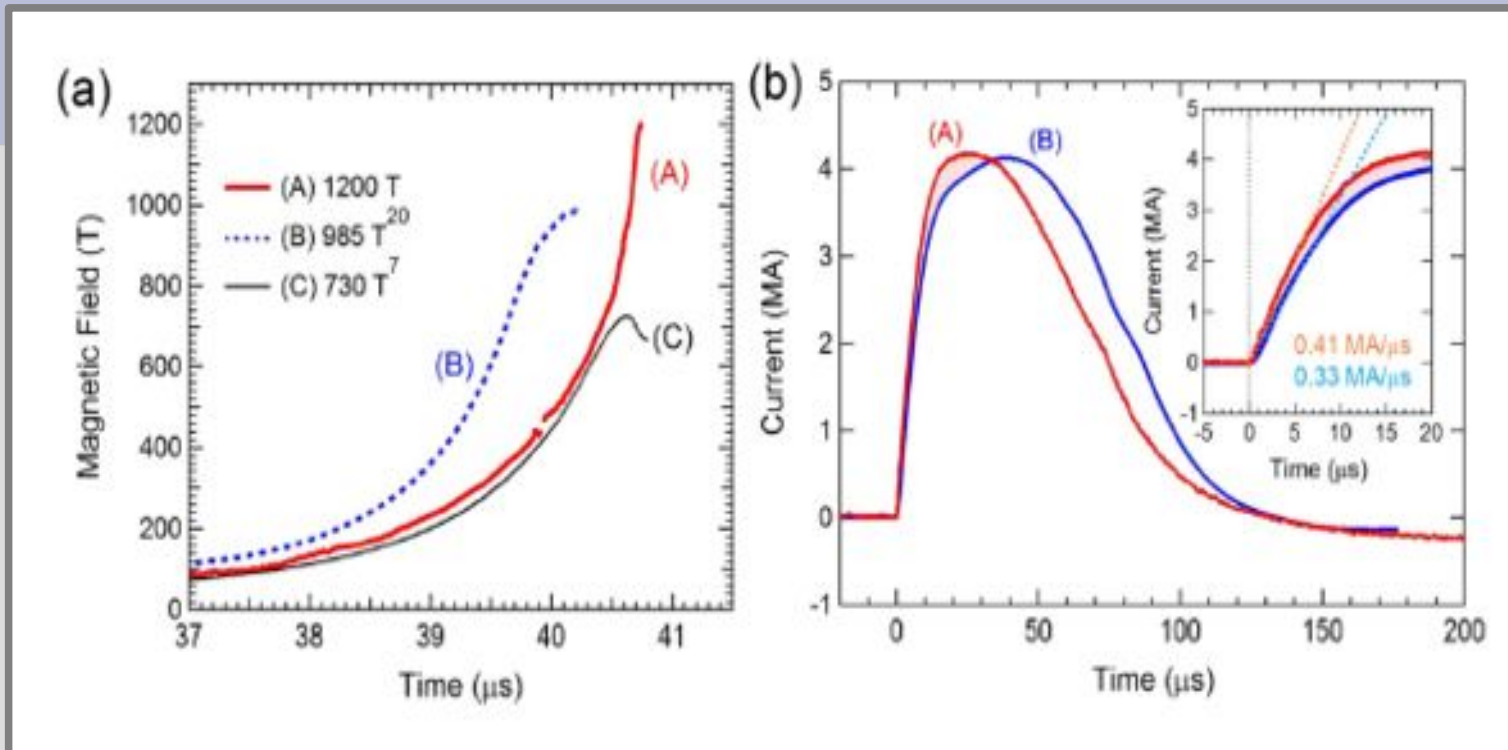 (a)
1200
1000
800
600
400
200
0
37
38
39
40
41
Magnetic Field (T)
Time (μs)
(A) 1200 T
(B) 985 T20
(C) 730 T7
(A)
(B)
(C)
(b)
5
4
3
2
1
0
-1
0
50
100
150
200
Current (MA)
Time (μs)
(A)
(B)
5
4
3
2
1
0
-1
-5
0
5
10
15
20
Current (MA)
Time (μs)
0.41 MA/μs
0.33 MA/μs